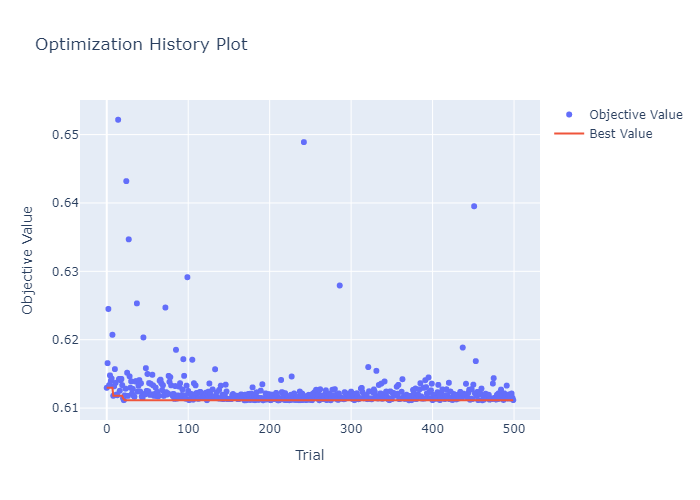 Optimization History Plot
Objective Value
Best Value
0.65
0.64
0.63
0.62
0.61
Objective Value
0 100 200 300 400 500
Trial